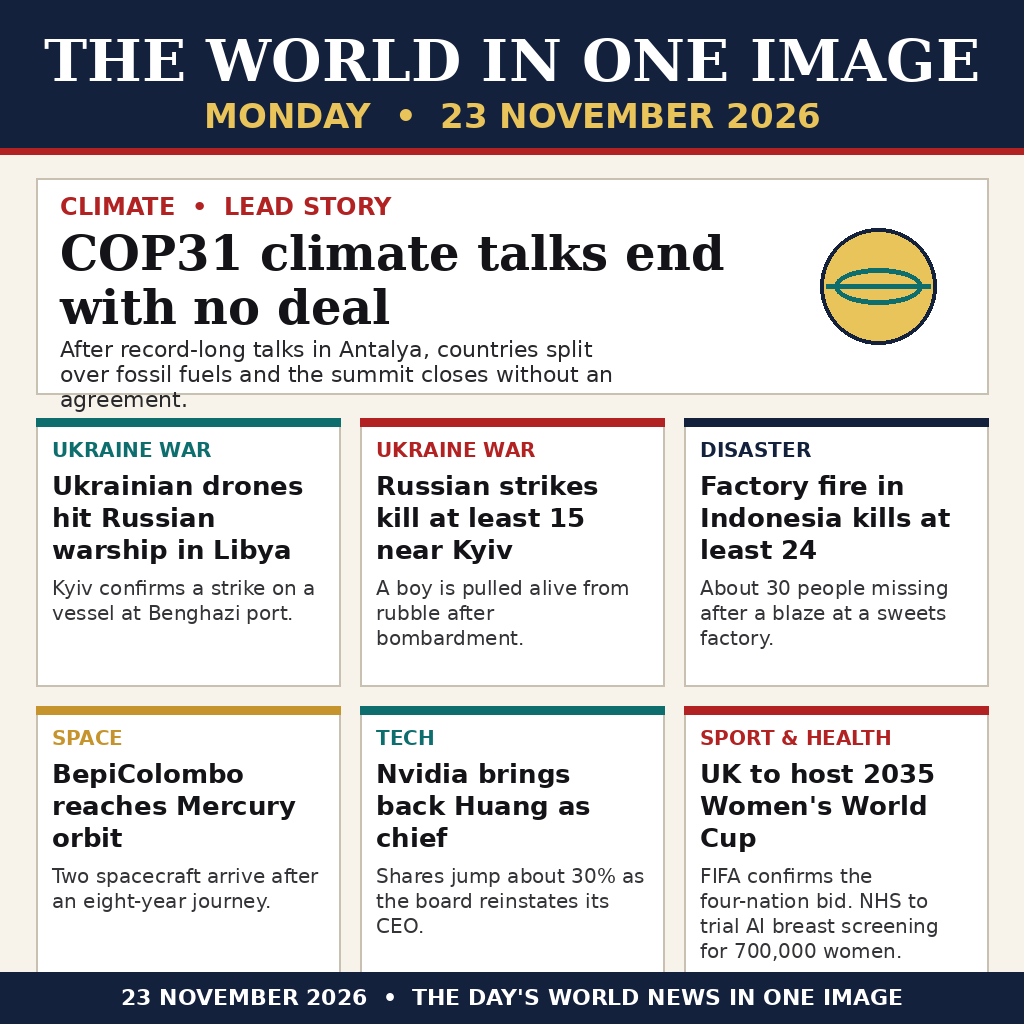 THE WORLD IN ONE IMAGE
MONDAY • 23 NOVEMBER 2026
CLIMATE • LEAD STORY
COP31 climate talks end
with no deal
After record-long talks in Antalya, countries split
over fossil fuels and the summit closes without an
agreement.
UKRAINE WAR
Ukrainian drones
hit Russian
warship in Libya
Kyiv confirms a strike on a
vessel at Benghazi port.
UKRAINE WAR
Russian strikes
kill at least 15
near Kyiv
A boy is pulled alive from
rubble after
bombardment.
DISASTER
Factory fire in
Indonesia kills at
least 24
About 30 people missing
after a blaze at a sweets
factory.
SPACE
BepiColombo
reaches Mercury
orbit
Two spacecraft arrive after
an eight-year journey.
TECH
Nvidia brings
back Huang as
chief
Shares jump about 30% as
the board reinstates its
CEO.
SPORT & HEALTH
UK to host 2035
Women's World
Cup
FIFA confirms the
four-nation bid. NHS to
trial AI breast screening
for 700,000 women.
23 NOVEMBER 2026 • THE DAY'S WORLD NEWS IN ONE IMAGE